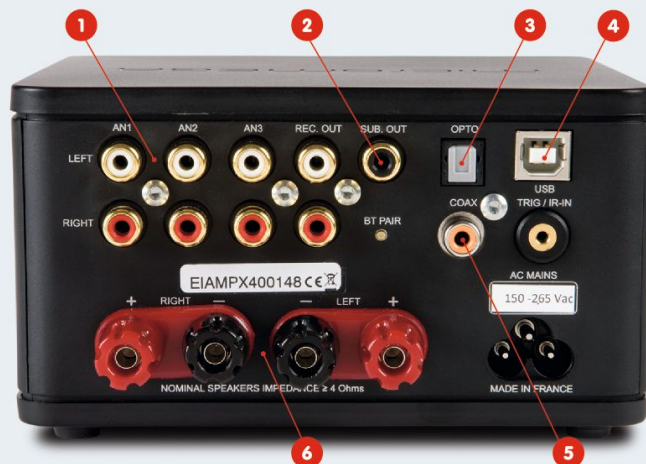 1 2 3 4
AN1 AN2 AN3 REC. OUT SUB. OUT OPTO
LEFT
USB
RIGHT BT PAIR COAX TRIG / IR-IN
AC MAINS
EIAMPX400148 CE
150 -265 Vac
+ RIGHT − − LEFT +
NOMINAL SPEAKERS IMPEDANCE ≥ 4 Ohms MADE IN FRANCE
6 5